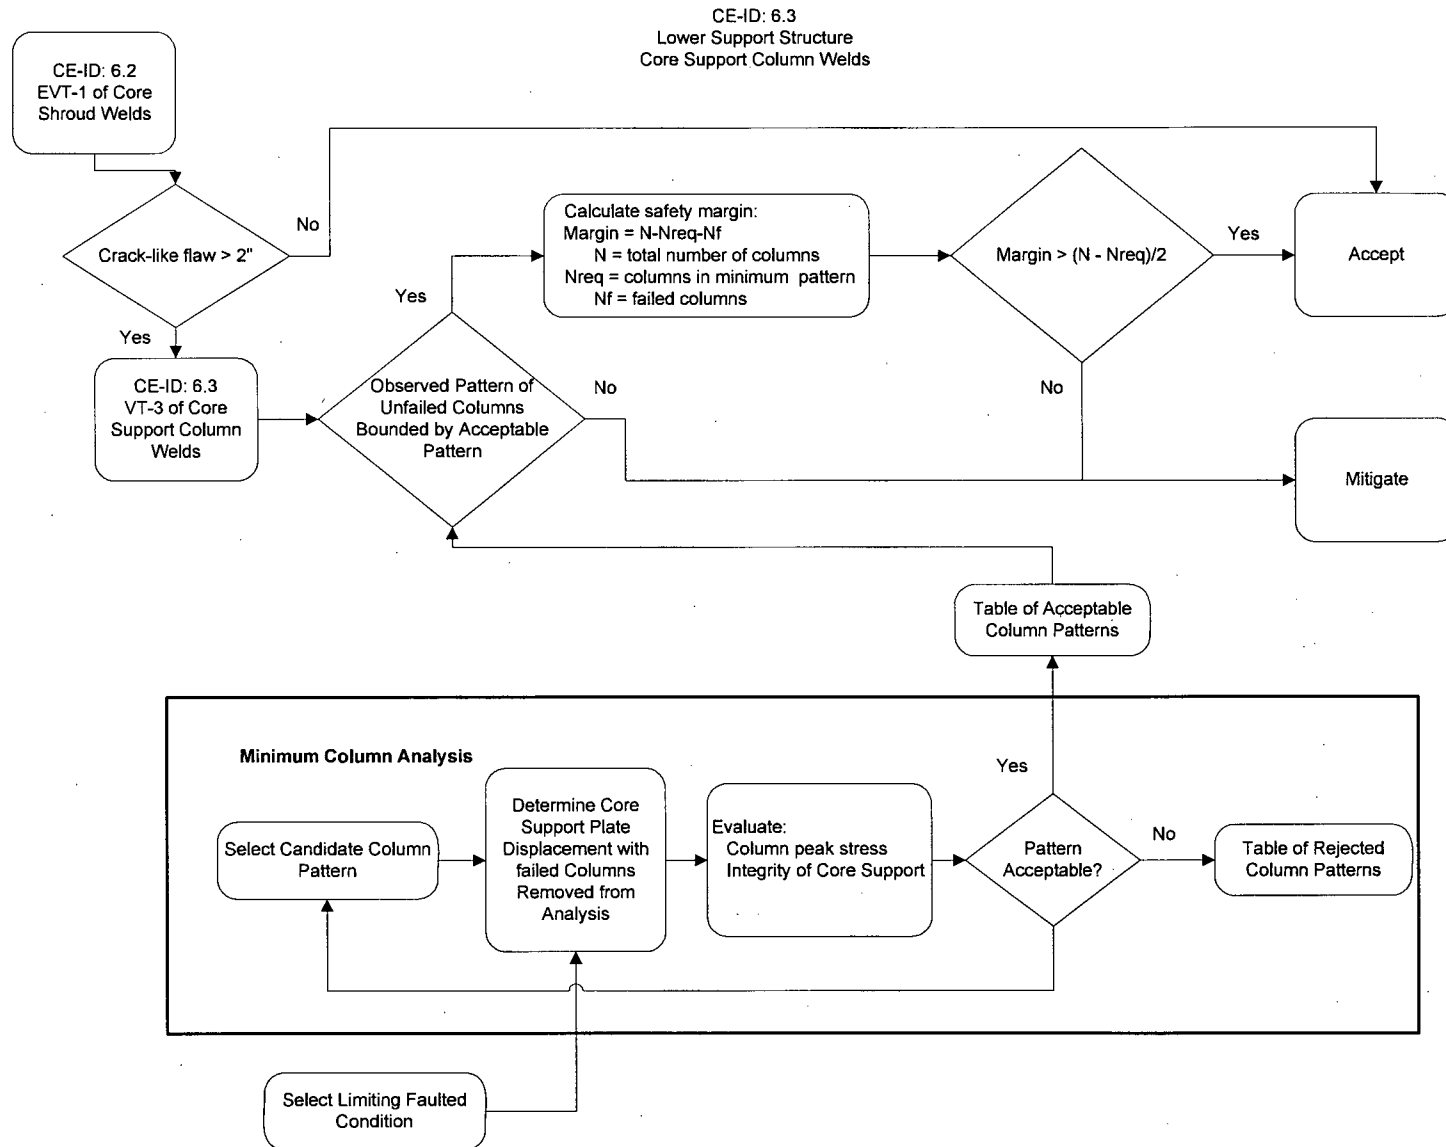 CE-ID: 6.3
Lower Support Structure
Core Support Column Welds
CE-ID: 6.2
EVT-1 of Core
Shroud Welds
Crack-like flaw > 2"
No
Yes
CE-ID: 6.3
VT-3 of Core
Support Column
Welds
Observed Pattern of
Unfailed Columns
Bounded by Acceptable
Pattern
Yes
No
Calculate safety margin:
Margin = N-Nreq-Nf
N = total number of columns
Nreq = columns in minimum pattern
Nf = failed columns
Margin > (N - Nreq)/2
Yes
No
Accept
Mitigate
Table of Acceptable
Column Patterns
Minimum Column Analysis
Select Candidate Column
Pattern
Determine Core
Support Plate
Displacement with
failed Columns
Removed from
Analysis
Evaluate:
Column peak stress
Integrity of Core Support
Pattern
Acceptable?
Yes
No
Table of Rejected
Column Patterns
Select Limiting Faulted
Condition